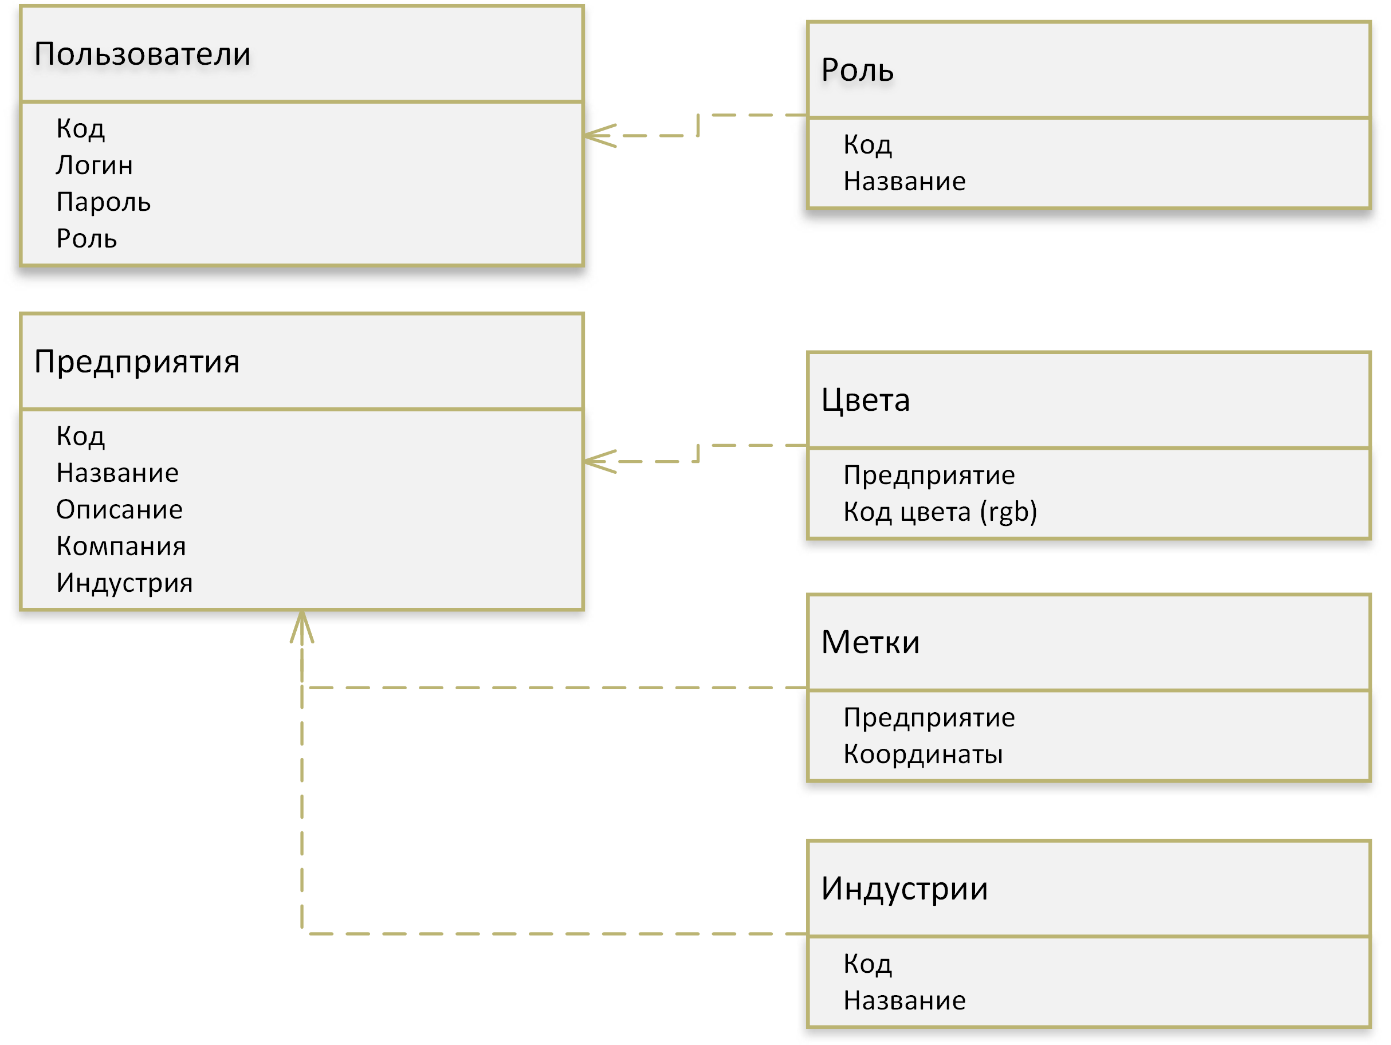 Пользователи
Код
Логин
Пароль
Роль
Роль
Код
Название
Предприятия
Код
Название
Описание
Компания
Индустрия
Цвета
Предприятие
Код цвета (rgb)
Метки
Предприятие
Координаты
Индустрии
Код
Название